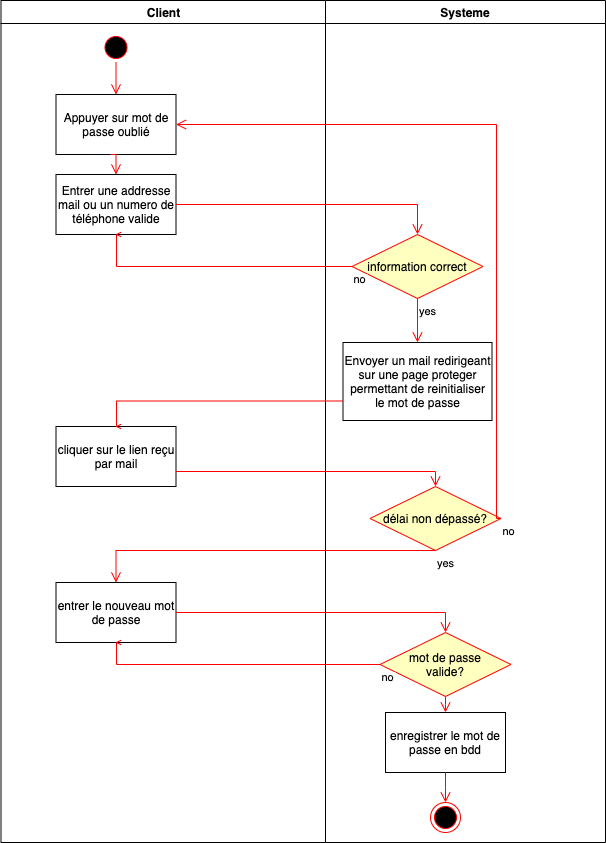 Client
Systeme
Appuyer sur mot de
passe oublié
Entrer une addresse
mail ou un numero de
téléphone valide
information correct
no
yes
Envoyer un mail redirigeant
sur une page proteger
permettant de reinitialiser
le mot de passe
cliquer sur le lien reçu
par mail
délai non dépassé?
no
yes
entrer le nouveau mot
de passe
mot de passe
valide?
no
enregistrer le mot de
passe en bdd